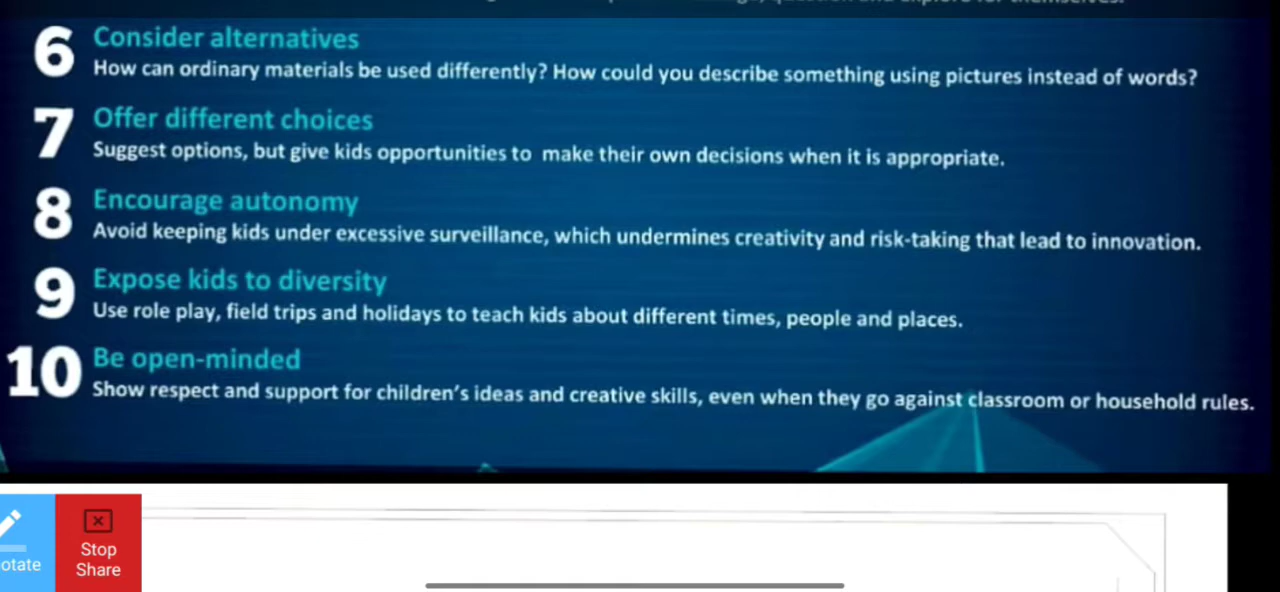 6 Consider alternatives
How can ordinary materials be used differently? How could you describe something using pictures instead of words?
7 Offer different choices
Suggest options, but give kids opportunities to make their own decisions when it is appropriate.
8 Encourage autonomy
Avoid keeping kids under excessive surveillance, which undermines creativity and risk-taking that lead to innovation.
9 Expose kids to diversity
Use role play, field trips and holidays to teach kids about different times, people and places.
10 Be open-minded
Show respect and support for children's ideas and creative skills, even when they go against classroom or household rules.
otate
Stop
Share